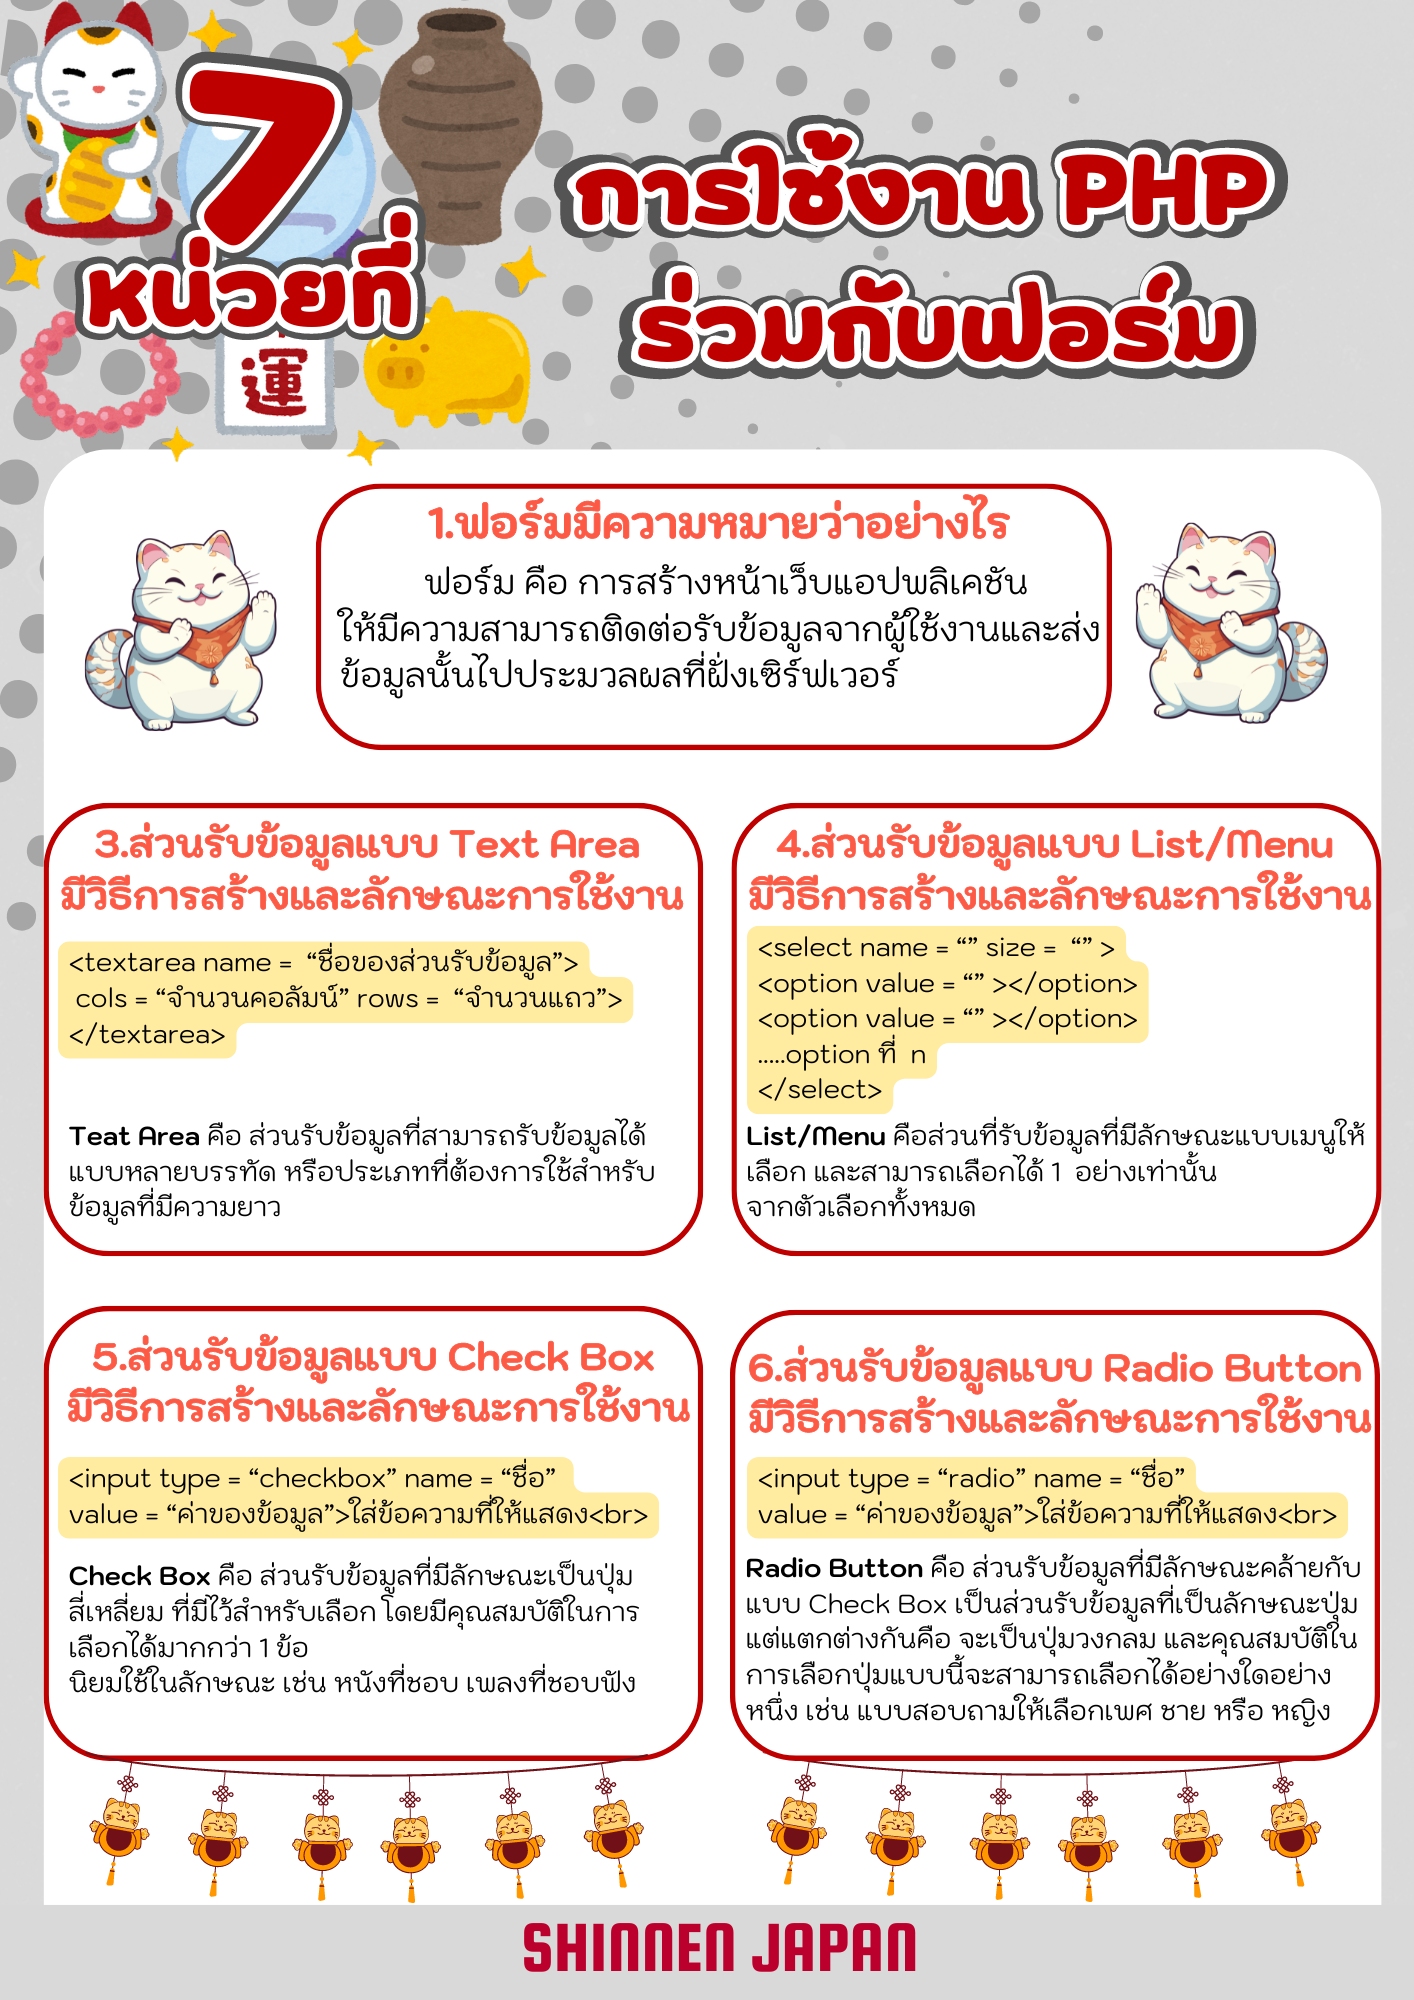 7
หน่วยที่
運
การใช้งาน PHP
ร่วมกับฟอร์ม
1.ฟอร์มมีความหมายว่าอย่างไร
ฟอร์ม คือ การสร้างหน้าเว็บแอปพลิเคชัน
ให้มีความสามารถติดต่อรับข้อมูลจากผู้ใช้งานและส่ง
ข้อมูลนั้นไปประมวลผลที่ฝั่งเซิร์ฟเวอร์
3.ส่วนรับข้อมูลแบบ Text Area
มีวิธีการสร้างและลักษณะการใช้งาน
<textarea name =  “ชื่อของส่วนรับข้อมูล”>
cols = “จำนวนคอลัมน์” rows =  “จำนวนแถว”>
</textarea>
Teat Area คือ ส่วนรับข้อมูลที่สามารถรับข้อมูลได้
แบบหลายบรรทัด หรือประเภทที่ต้องการใช้สำหรับ
ข้อมูลที่มีความยาว
4.ส่วนรับข้อมูลแบบ List/Menu
มีวิธีการสร้างและลักษณะการใช้งาน
<select name = “” size =  “” >
<option value = “” ></option>
<option value = “” ></option>
.....option ที่  n
</select>
List/Menu คือส่วนที่รับข้อมูลที่มีลักษณะแบบเมนูให้
เลือก และสามารถเลือกได้ 1  อย่างเท่านั้น
จากตัวเลือกทั้งหมด
5.ส่วนรับข้อมูลแบบ Check Box
มีวิธีการสร้างและลักษณะการใช้งาน
<input type = “checkbox” name = “ชื่อ”
value = “ค่าของข้อมูล”>ใส่ข้อความที่ให้แสดง<br>
Check Box คือ ส่วนรับข้อมูลที่มีลักษณะเป็นปุ่ม
สี่เหลี่ยม ที่มีไว้สำหรับเลือก โดยมีคุณสมบัติในการ
เลือกได้มากกว่า 1 ข้อ
นิยมใช้ในลักษณะ เช่น หนังที่ชอบ เพลงที่ชอบฟัง
6.ส่วนรับข้อมูลแบบ Radio Button
มีวิธีการสร้างและลักษณะการใช้งาน
<input type = “radio” name = “ชื่อ”
value = “ค่าของข้อมูล”>ใส่ข้อความที่ให้แสดง<br>
Radio Button คือ ส่วนรับข้อมูลที่มีลักษณะคล้ายกับ
แบบ Check Box เป็นส่วนรับข้อมูลที่เป็นลักษณะปุ่ม
แต่แตกต่างกันคือ จะเป็นปุ่มวงกลม และคุณสมบัติใน
การเลือกปุ่มแบบนี้จะสามารถเลือกได้อย่างใดอย่าง
หนึ่ง เช่น แบบสอบถามให้เลือกเพศ ชาย หรือ หญิง
SHINNEN JAPAN